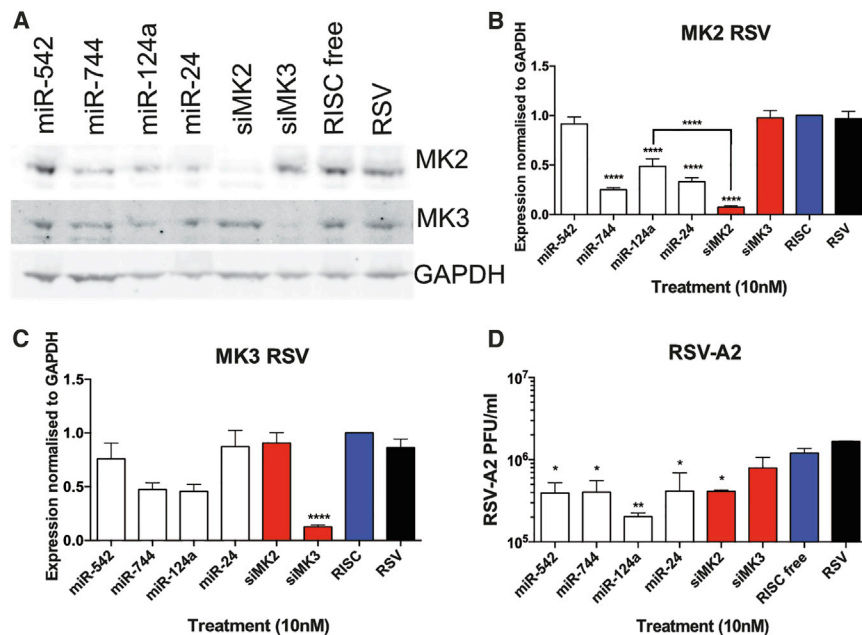 A
miR-542
miR-744
miR-124a
miR-24
siMK2
siMK3
RISC free
RSV
MK2
MK3
GAPDH
B
MK2 RSV
Expression normalised to GAPDH
1.5
1.0
0.5
0.0
****
****
****
****
****
miR-542
miR-744
miR-124a
miR-24
siMK2
siMK3
RISC
RSV
Treatment (10nM)
C
MK3 RSV
Expression normalised to GAPDH
1.5
1.0
0.5
0.0
****
miR-542
miR-744
miR-124a
miR-24
siMK2
siMK3
RISC
RSV
Treatment (10nM)
D
RSV-A2
RSV-A2 PFU/ml
10⁷
10⁶
10⁵
*
*
**
*
*
miR-542
miR-744
miR-124a
miR-24
siMK2
siMK3
RISC free
RSV
Treatment (10nM)